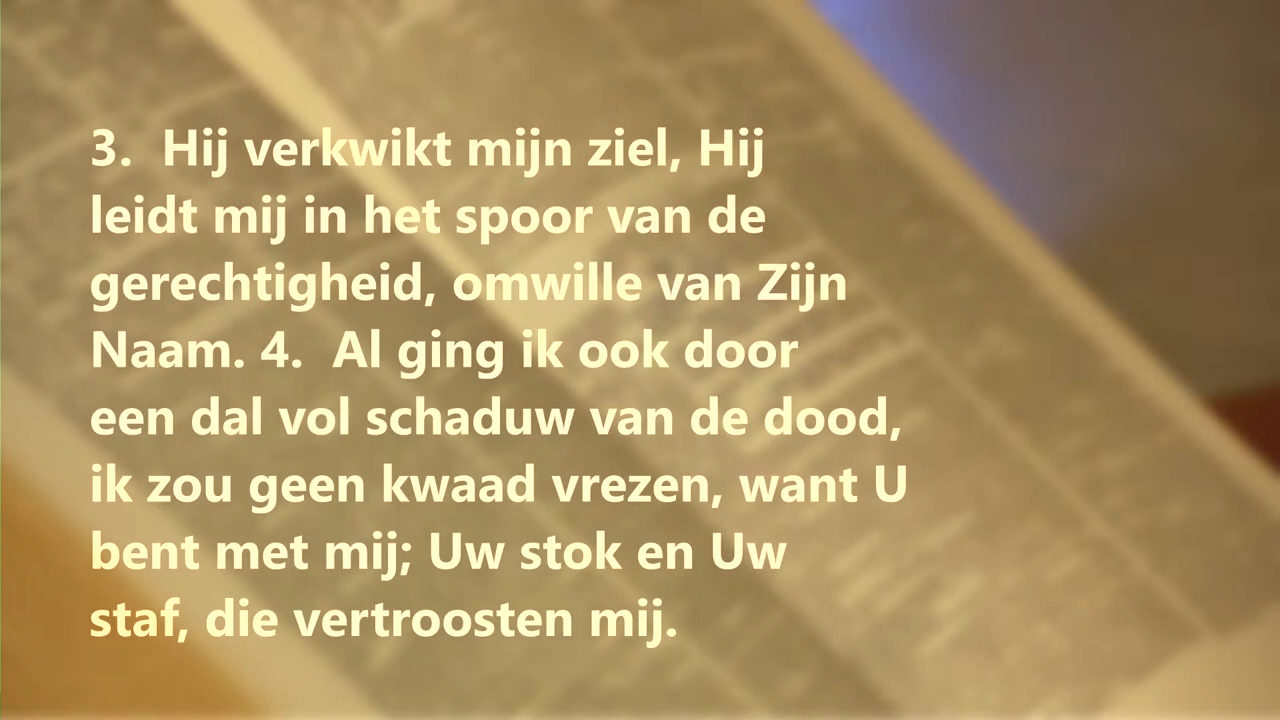 3.  Hij verkwikt mijn ziel, Hij
leidt mij in het spoor van de
gerechtigheid, omwille van Zijn
Naam. 4.  Al ging ik ook door
een dal vol schaduw van de dood,
ik zou geen kwaad vrezen, want U
bent met mij; Uw stok en Uw
staf, die vertroosten mij.